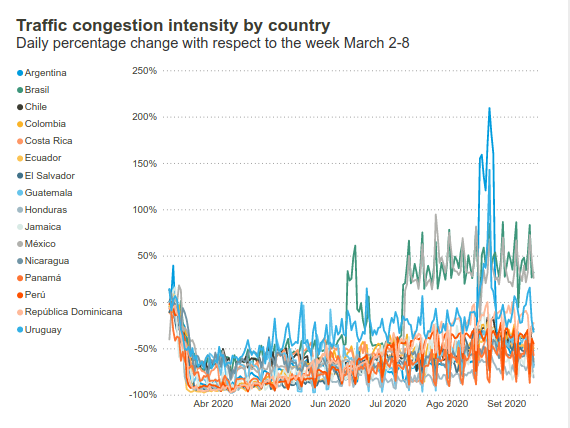 Traffic congestion intensity by country
Daily percentage change with respect to the week March 2-8
Argentina
Brasil
Chile
Colombia
Costa Rica
Ecuador
El Salvador
Guatemala
Honduras
Jamaica
México
Nicaragua
Panamá
Perú
República Dominicana
Uruguay
250%
200%
150%
100%
50%
0%
-50%
-100%
Abr 2020 Mai 2020 Jun 2020 Jul 2020 Ago 2020 Set 2020